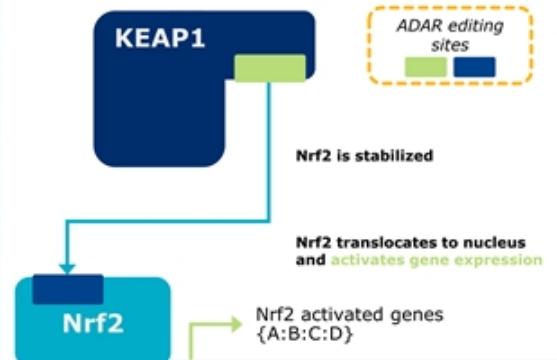 KEAP1
ADAR editing
sites
Nrf2 is stabilized
Nrf2 translocates to nucleus
and activates gene expression
Nrf2
Nrf2 activated genes
{A:B:C:D}